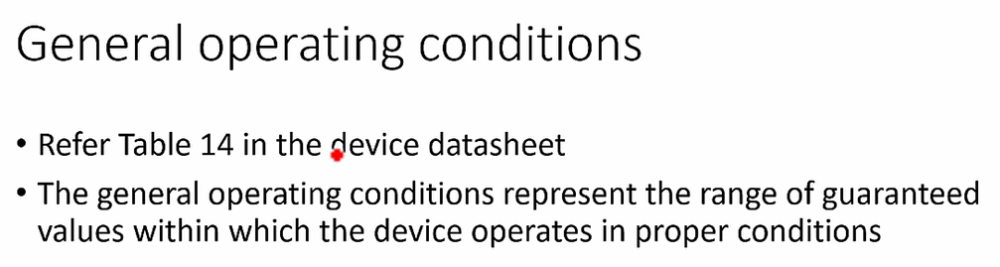 General operating conditions
• Refer Table 14 in the device datasheet
• The general operating conditions represent the range of guaranteed
values within which the device operates in proper conditions